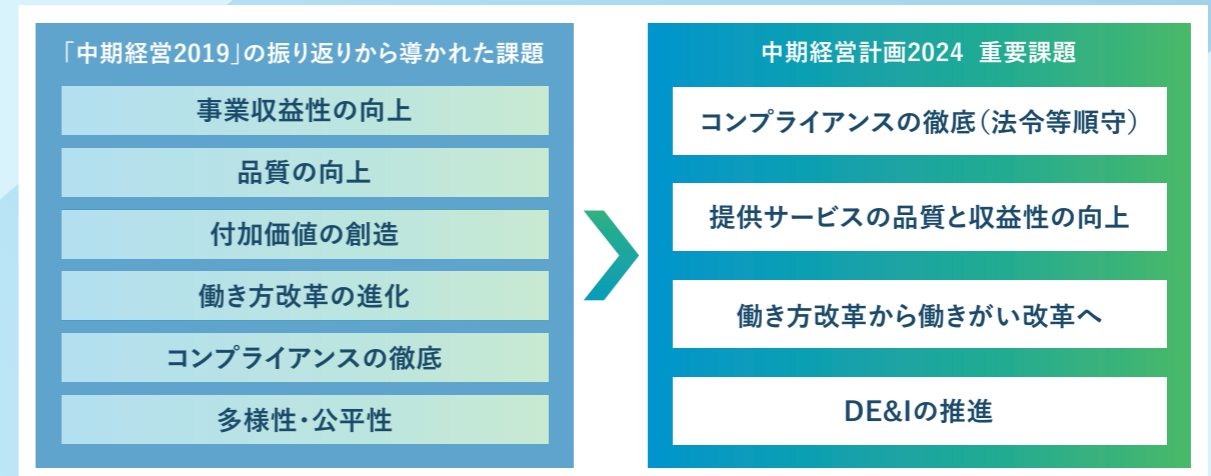 「中期経営2019」の振り返りから導かれた課題
事業収益性の向上
品質の向上
付加価値の創造
働き方改革の進化
コンプライアンスの徹底
多様性・公平性
中期経営計画2024 重要課題
コンプライアンスの徹底（法令等順守）
提供サービスの品質と収益性の向上
働き方改革から働きがい改革へ
DE&Iの推進